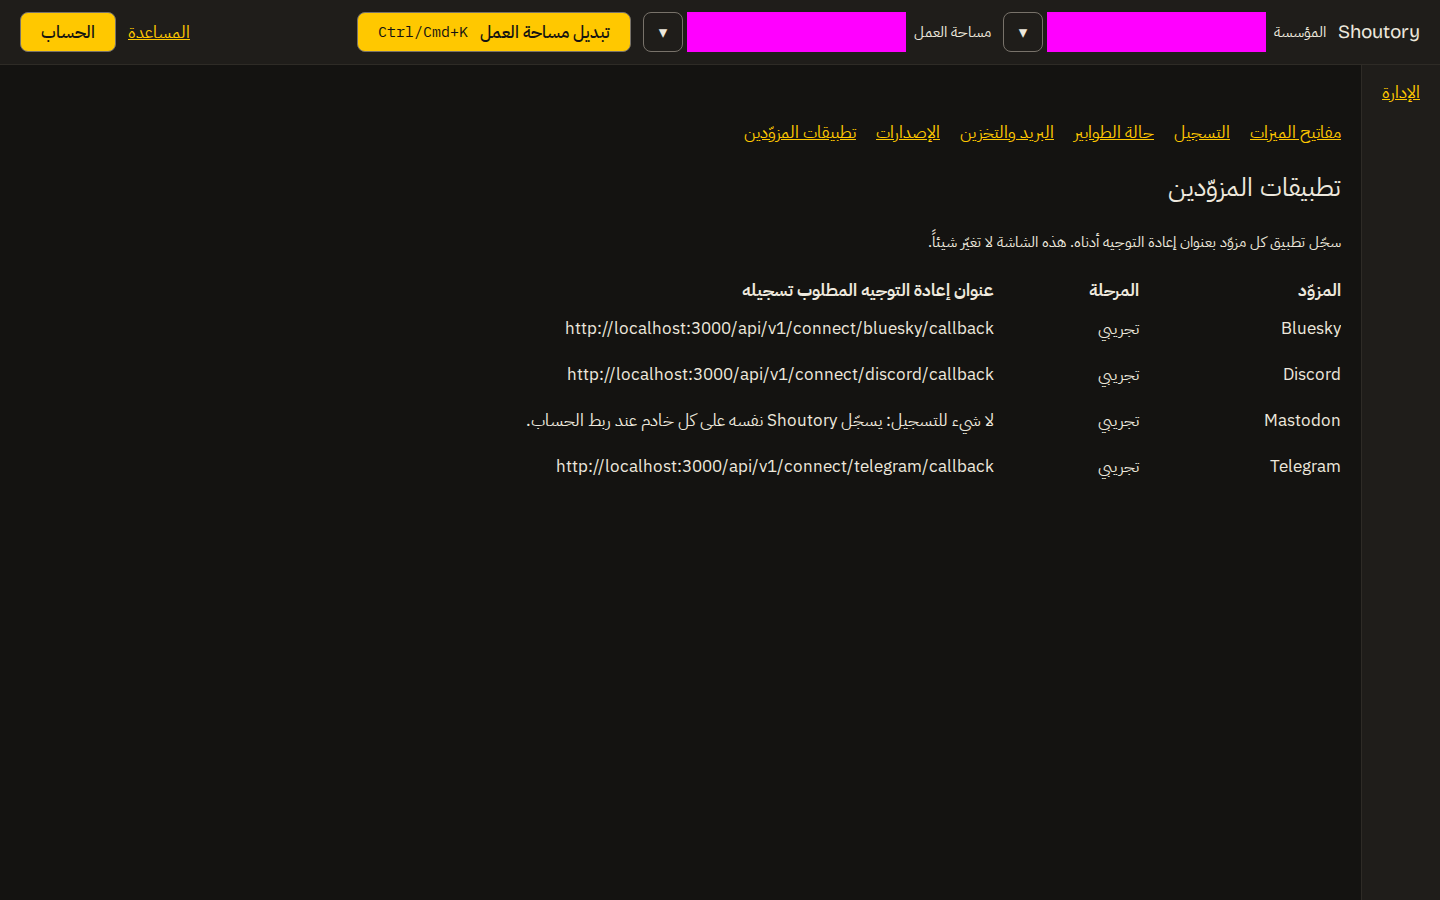 Shoutory المؤسسة ▼ مساحة العمل ▼ تبديل مساحة العمل Ctrl/Cmd+K المساعدة الحساب
الإدارة
مفاتيح الميزات التسجيل حالة الطوابير البريد والتخزين الإصدارات تطبيقات المزوّدين
تطبيقات المزوّدين
سجّل تطبيق كل مزوّد بعنوان إعادة التوجيه أدناه. هذه الشاشة لا تغيّر شيئاً.
المزوّد المرحلة عنوان إعادة التوجيه المطلوب تسجيله
Bluesky تجريبي http://localhost:3000/api/v1/connect/bluesky/callback
Discord تجريبي http://localhost:3000/api/v1/connect/discord/callback
Mastodon تجريبي لا شيء للتسجيل: يسجّل Shoutory نفسه على كل خادم عند ربط الحساب.
Telegram تجريبي http://localhost:3000/api/v1/connect/telegram/callback